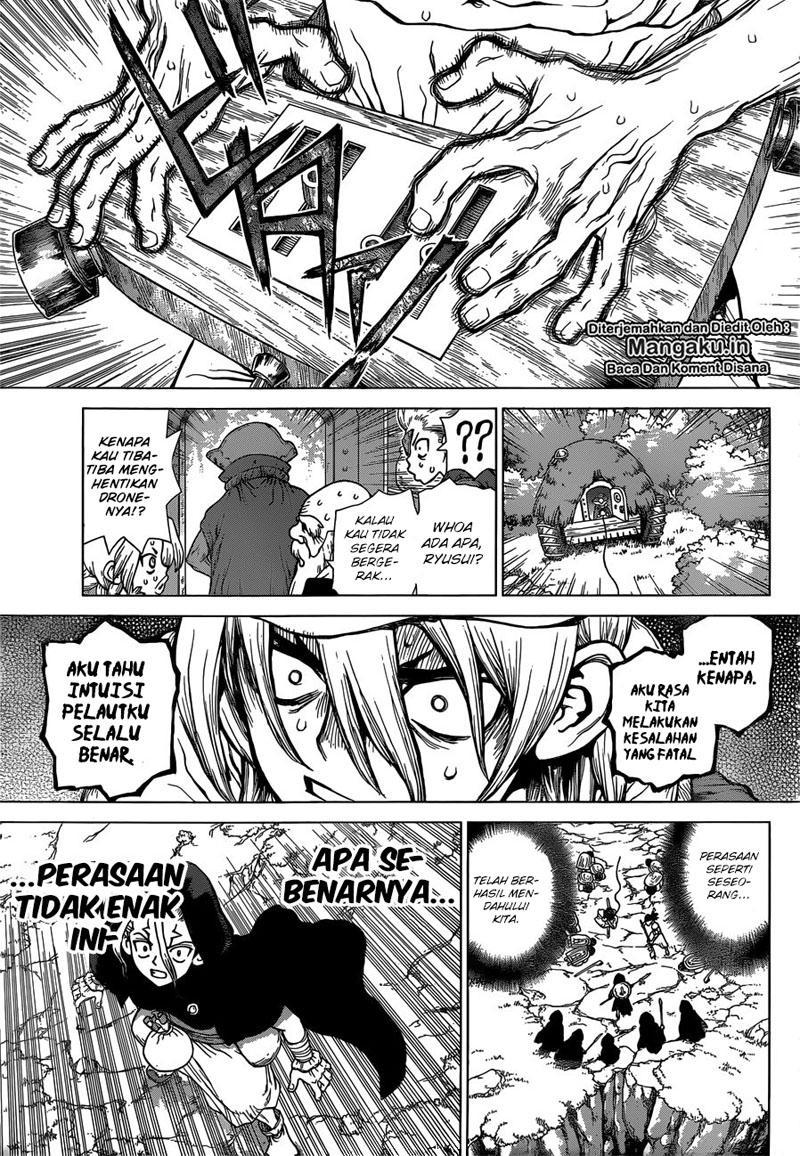 ピタッ!!
Diterjemahkan dan Diedit Oleh:
Mangaku.in
Baca Dan Koment Disana
??
WHOA
ADA APA,
RYUSUI?
KALAU
KAU TIDAK
SEGERA
BERGE-
RAK...
KENAPA
KAU TIBA-
TIBA MENG-
HENTIKAN
DRONE-
NYA!?
...ENTAH
KENAPA.
AKU RASA
KITA
MELAKUKAN
KESALAHAN
YANG FATAL
AKU TAHU
INTUISI
PELAUTKU
SELALU
BENAR.
PERASAAN
SEPERTI
SESEO-
RANG...
TELAH BER-
HASIL MEN-
DAHULUI
KITA.
APA SE-
BENARNYA...
...PERASAAN
TIDAK ENAK
INI-